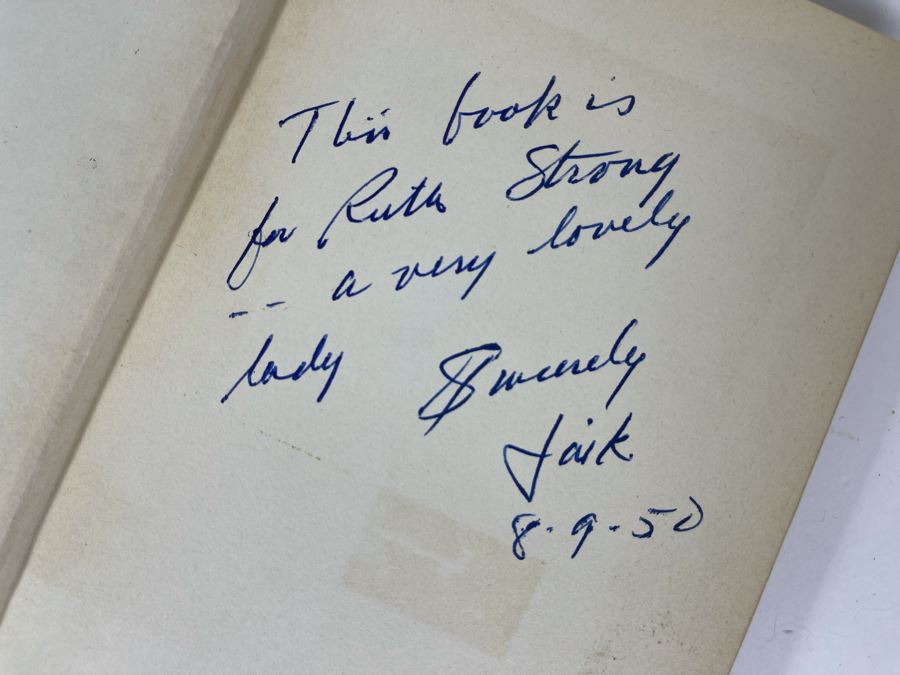 This book is
for Ruth Strong
-- a very lovely
lady Sincerely
Jack
8-9-50